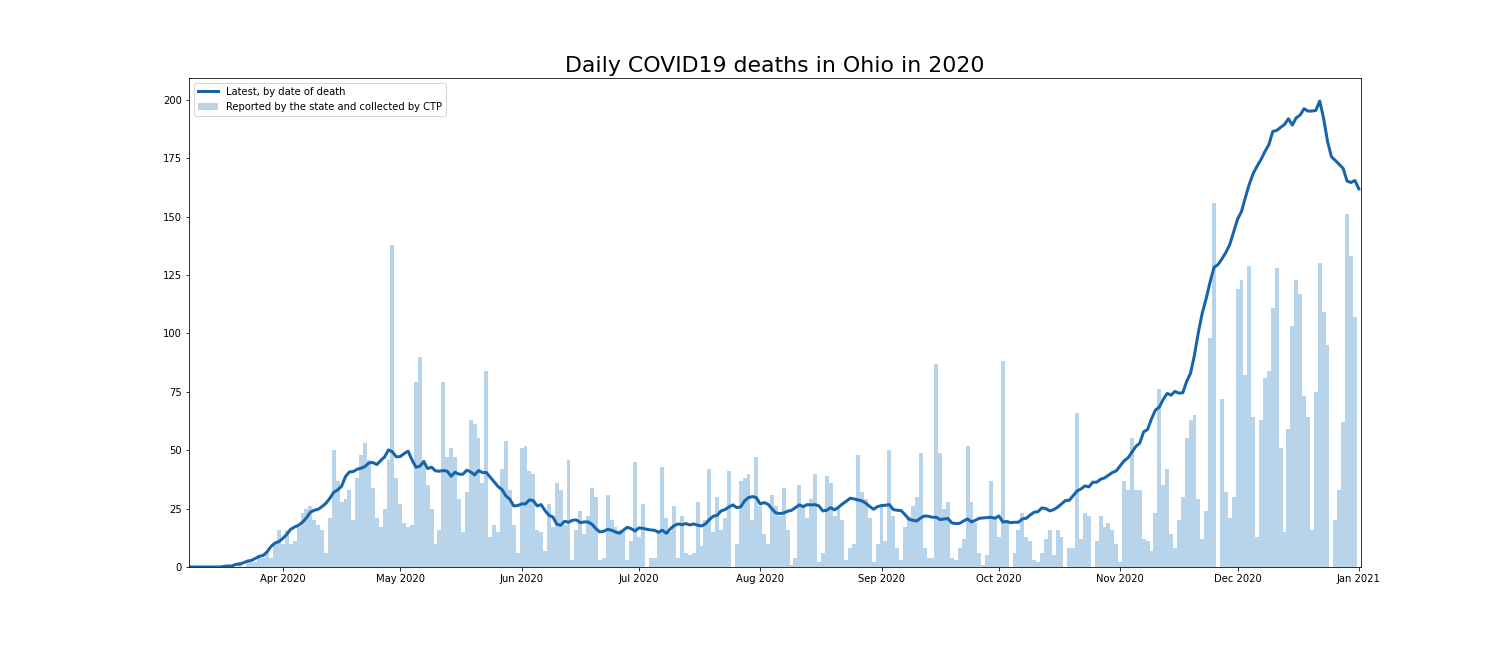 Daily COVID19 deaths in Ohio in 2020
Latest, by date of death
Reported by the state and collected by CTP
200
175
150
125
100
75
50
25
0
Apr 2020 May 2020 Jun 2020 Jul 2020 Aug 2020 Sep 2020 Oct 2020 Nov 2020 Dec 2020 Jan 2021